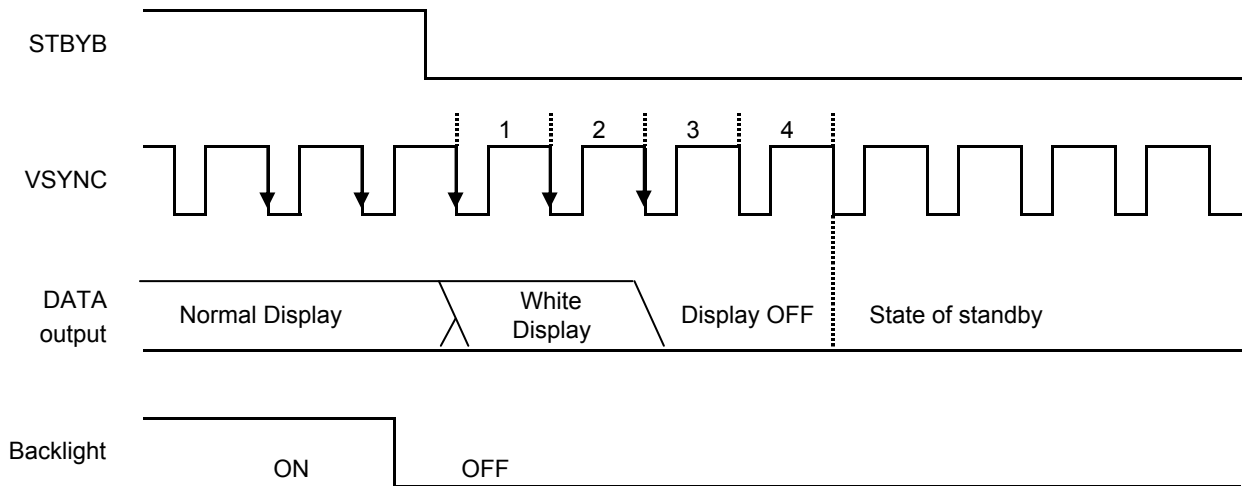 STBYB
1 2 3 4
VSYNC
DATA
output
Normal Display
White
Display
Display OFF
State of standby
Backlight
ON
OFF